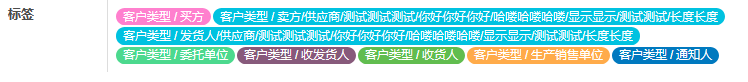 标签
客户类型 / 买方 客户类型 / 卖方/供应商/测试测试测试/你好你好你好/哈喽哈喽哈喽/显示显示/测试测试/长度长度
客户类型 / 发货人/供应商/测试测试测试/你好你好你好/哈喽哈喽哈喽/显示显示/测试测试/长度长度
客户类型 / 委托单位 客户类型 / 收发货人 客户类型 / 收货人 客户类型 / 生产销售单位 客户类型 / 通知人